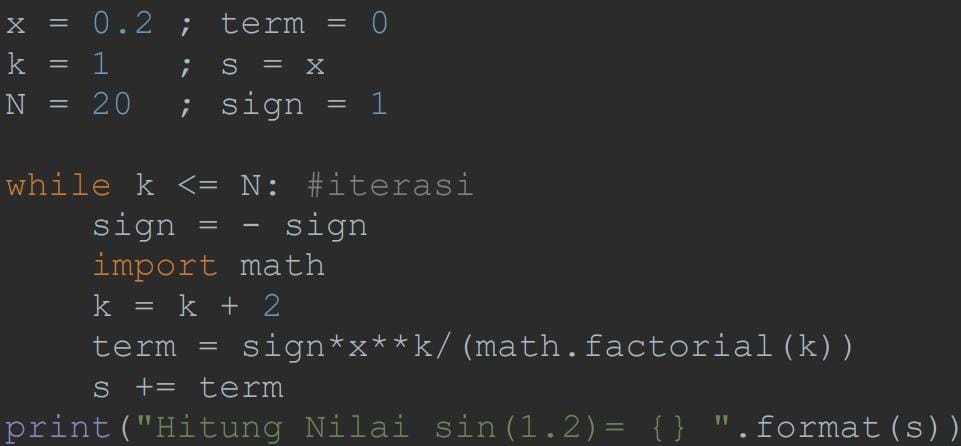 x = 0.2 ; term = 0
k = 1   ; s = x
N = 20  ; sign = 1

while k <= N: #iterasi
    sign = - sign
    import math
    k = k + 2
    term = sign*x**k/(math.factorial(k))
    s += term
print("Hitung Nilai sin(1.2)= {} ".format(s))